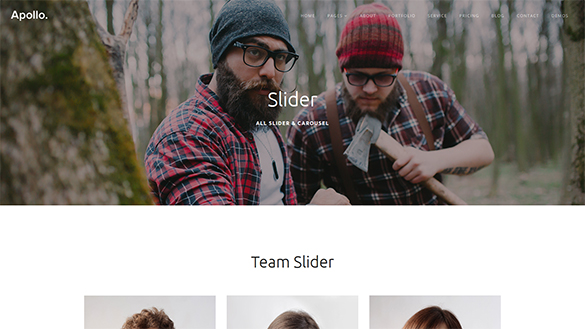 Apollo.
HOME PAGES ABOUT PORTFOLIO SERVICE PRICING BLOG CONTACT DEMOS
Slider
ALL SLIDER & CAROUSEL
Team Slider